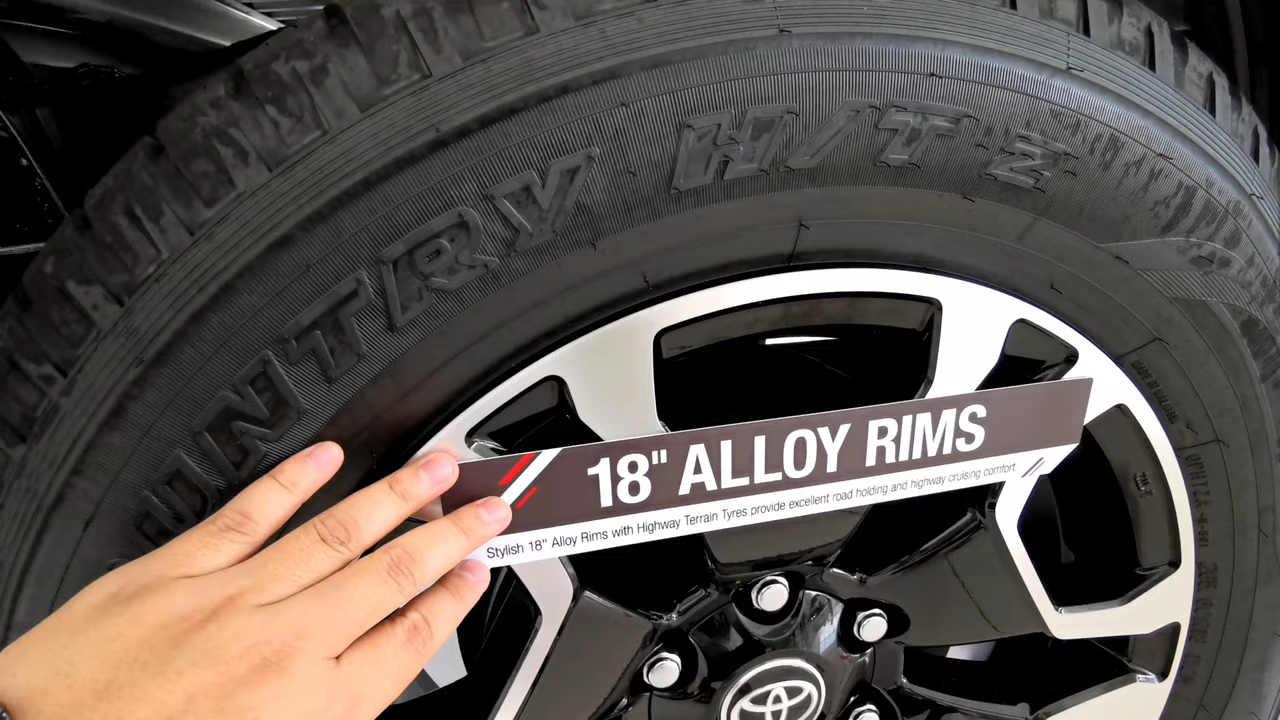 UNTRY H/T z
18" ALLOY RIMS
Stylish 18" Alloy Rims with Highway Terrain Tyres provide excellent road holding and highway cruising comfort.